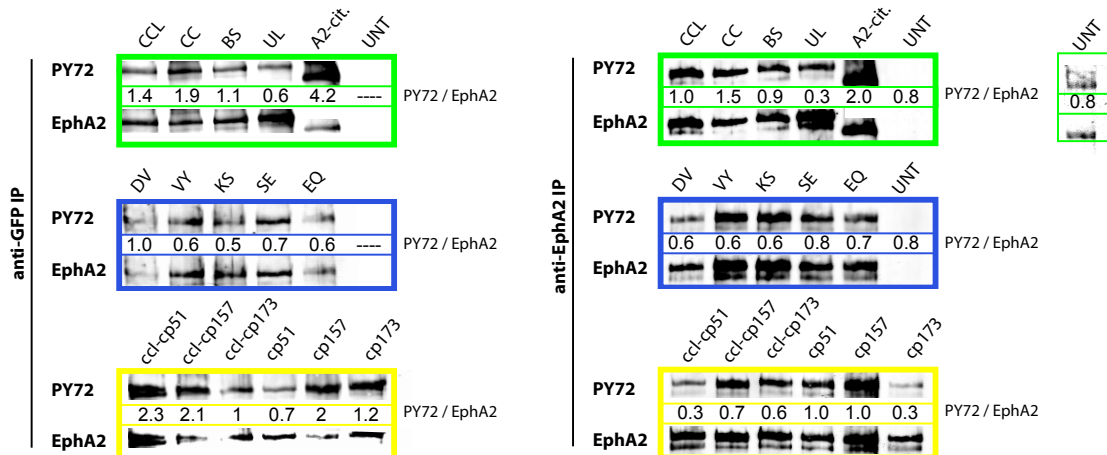 anti-GFP IP
CCL CC BS UL A2-cit. UNT
PY72
1.4 1.9 1.1 0.6 4.2 ---- PY72 / EphA2
EphA2
DV VY KS SE EQ
PY72
1.0 0.6 0.5 0.7 0.6 ---- PY72 / EphA2
EphA2
ccl-cp51 ccl-cp157 ccl-cp173 cp51 cp157 cp173
PY72
2.3 2.1 1 0.7 2 1.2 PY72 / EphA2
EphA2
anti-EphA2 IP
CCL CC BS UL A2-cit. UNT
PY72
1.0 1.5 0.9 0.3 2.0 0.8 PY72 / EphA2
EphA2
DV VY KS SE EQ UNT
PY72
0.6 0.6 0.6 0.8 0.7 0.8 PY72 / EphA2
EphA2
ccl-cp51 ccl-cp157 ccl-cp173 cp51 cp157 cp173
PY72
0.3 0.7 0.6 1.0 1.0 0.3 PY72 / EphA2
EphA2
UNT
0.8